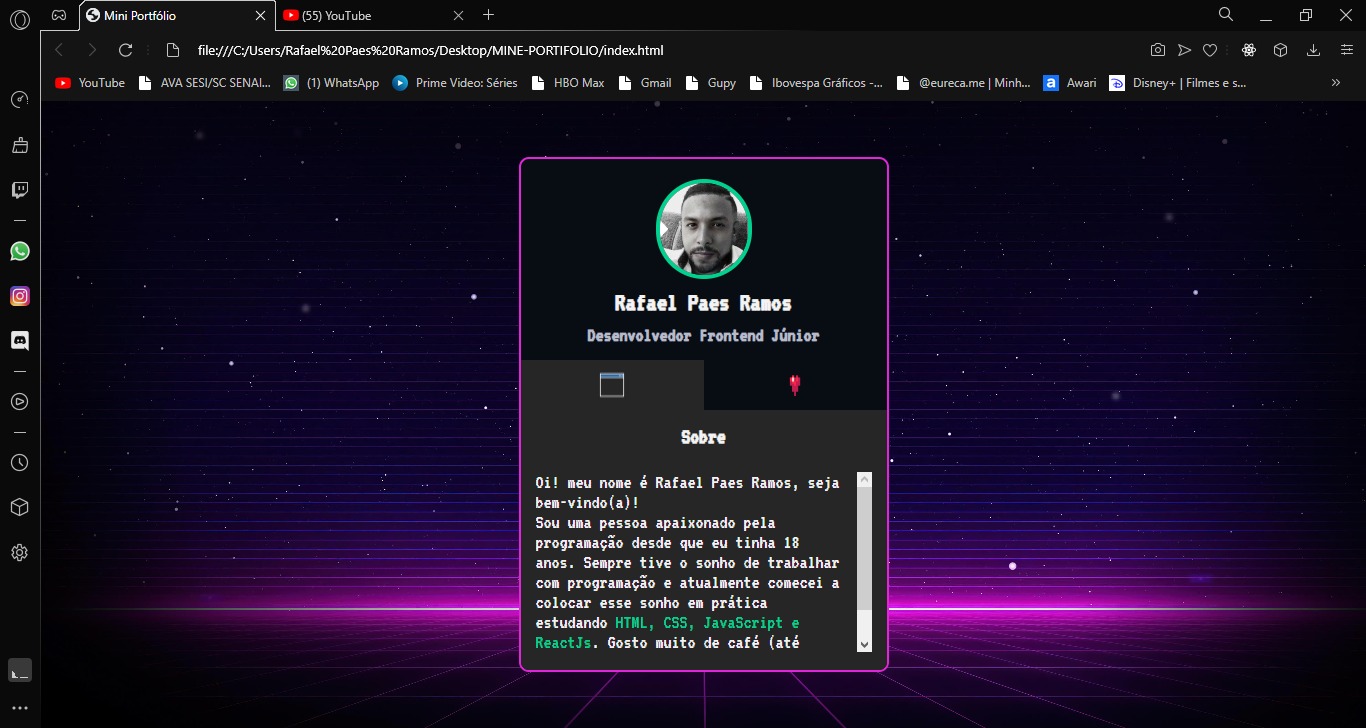 Mini Portfólio
(55) YouTube
file:///C:/Users/Rafael%20Paes%20Ramos/Desktop/MINE-PORTIFOLIO/index.html
YouTube
AVA SESI/SC SENAI...
(1) WhatsApp
Prime Video: Séries
HBO Max
Gmail
Gupy
Ibovespa Gráficos -...
@eureca.me | Minh...
a
Awari
Disney+ | Filmes e s...
Rafael Paes Ramos
Desenvolvedor Frontend Júnior
Sobre
Oi! meu nome é Rafael Paes Ramos, seja
bem-vindo(a)!
Sou uma pessoa apaixonado pela
programação desde que eu tinha 18
anos. Sempre tive o sonho de trabalhar
com programação e atualmente comecei a
colocar esse sonho em prática
estudando HTML, CSS, JavaScript e
ReactJs. Gosto muito de café (até